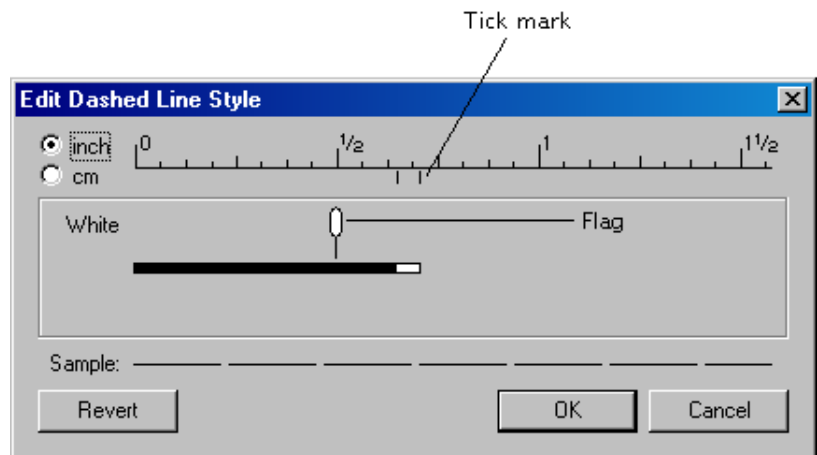 Tick mark
Edit Dashed Line Style
inch
cm
0 1/2 1 1 1/2
White
Flag
Sample:
Revert OK Cancel